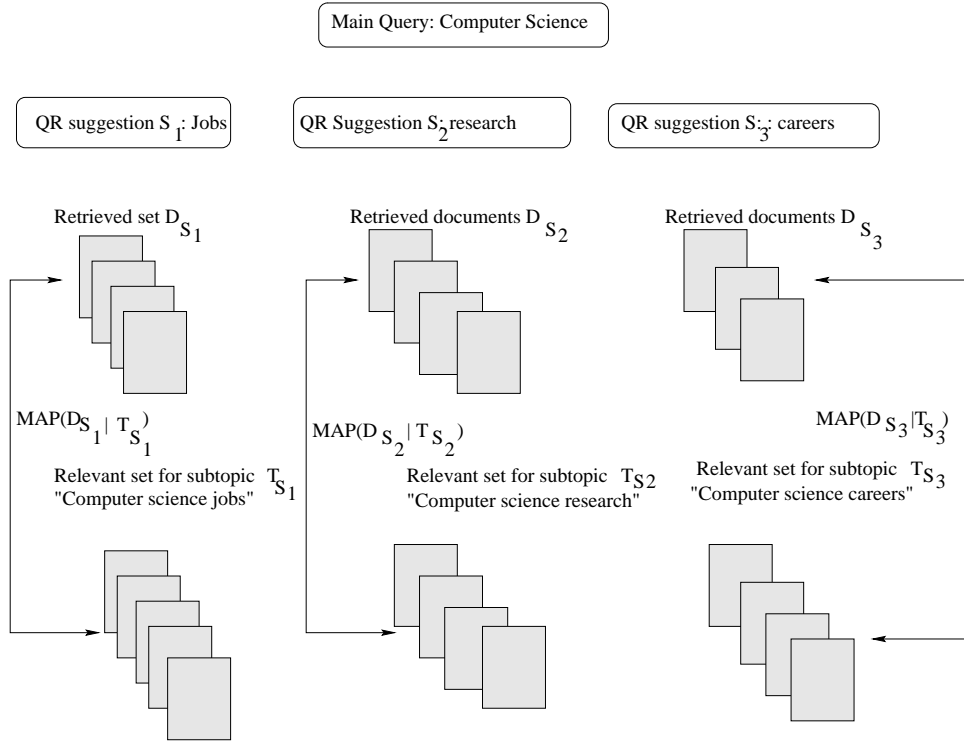 Main Query: Computer Science
QR suggestion S1: Jobs
QR Suggestion S2: research
QR suggestion S:3: careers
Retrieved set DS1
Retrieved documents DS2
Retrieved documents DS3
MAP(DS1| TS1)
MAP(DS2| TS2)
MAP(DS3|TS3)
Relevant set for subtopic TS1
"Computer science jobs"
Relevant set for subtopic TS2
"Computer science research"
Relevant set for subtopic TS3
"Computer science careers"